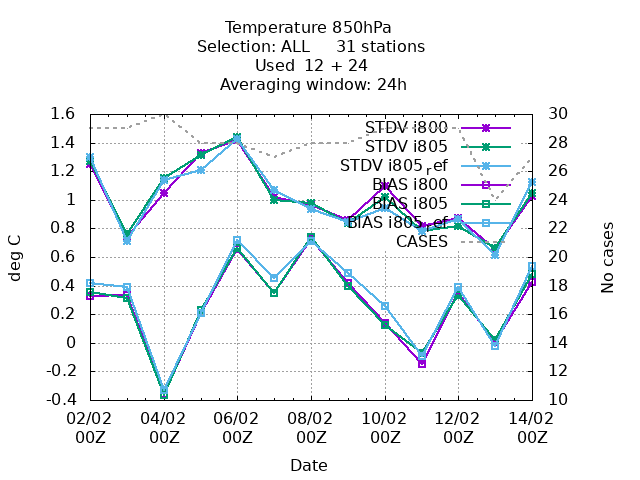 Temperature 850hPa
Selection: ALL     31 stations
Used  12 + 24
Averaging window: 24h
1.6
1.4
1.2
1
0.8
0.6
0.4
0.2
0
-0.2
-0.4
30
28
26
24
22
20
18
16
14
12
10
deg C
No cases
STDV i800
STDV i805
STDV i805ref
BIAS i800
BIAS i805
BIAS i805ref
CASES
02/02 04/02 06/02 08/02 10/02 12/02 14/02
00Z 00Z 00Z 00Z 00Z 00Z 00Z
Date